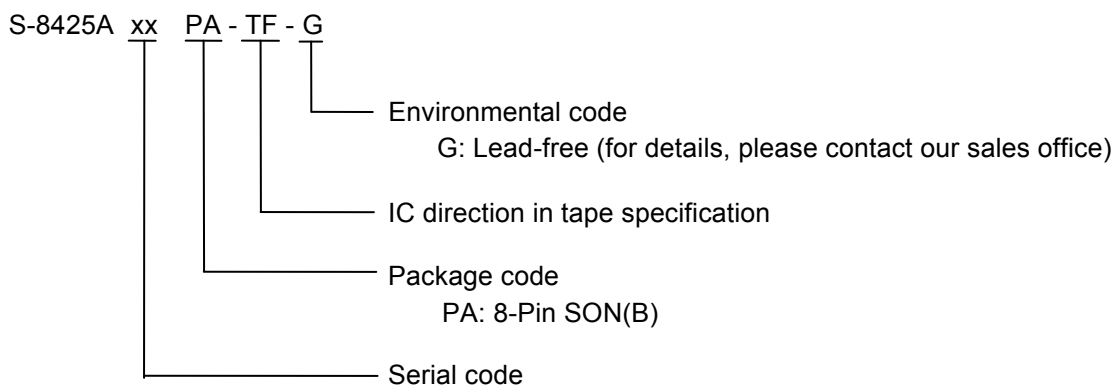 S-8425A xx PA - TF - G
Environmental code
G: Lead-free (for details, please contact our sales office)
IC direction in tape specification
Package code
PA: 8-Pin SON(B)
Serial code